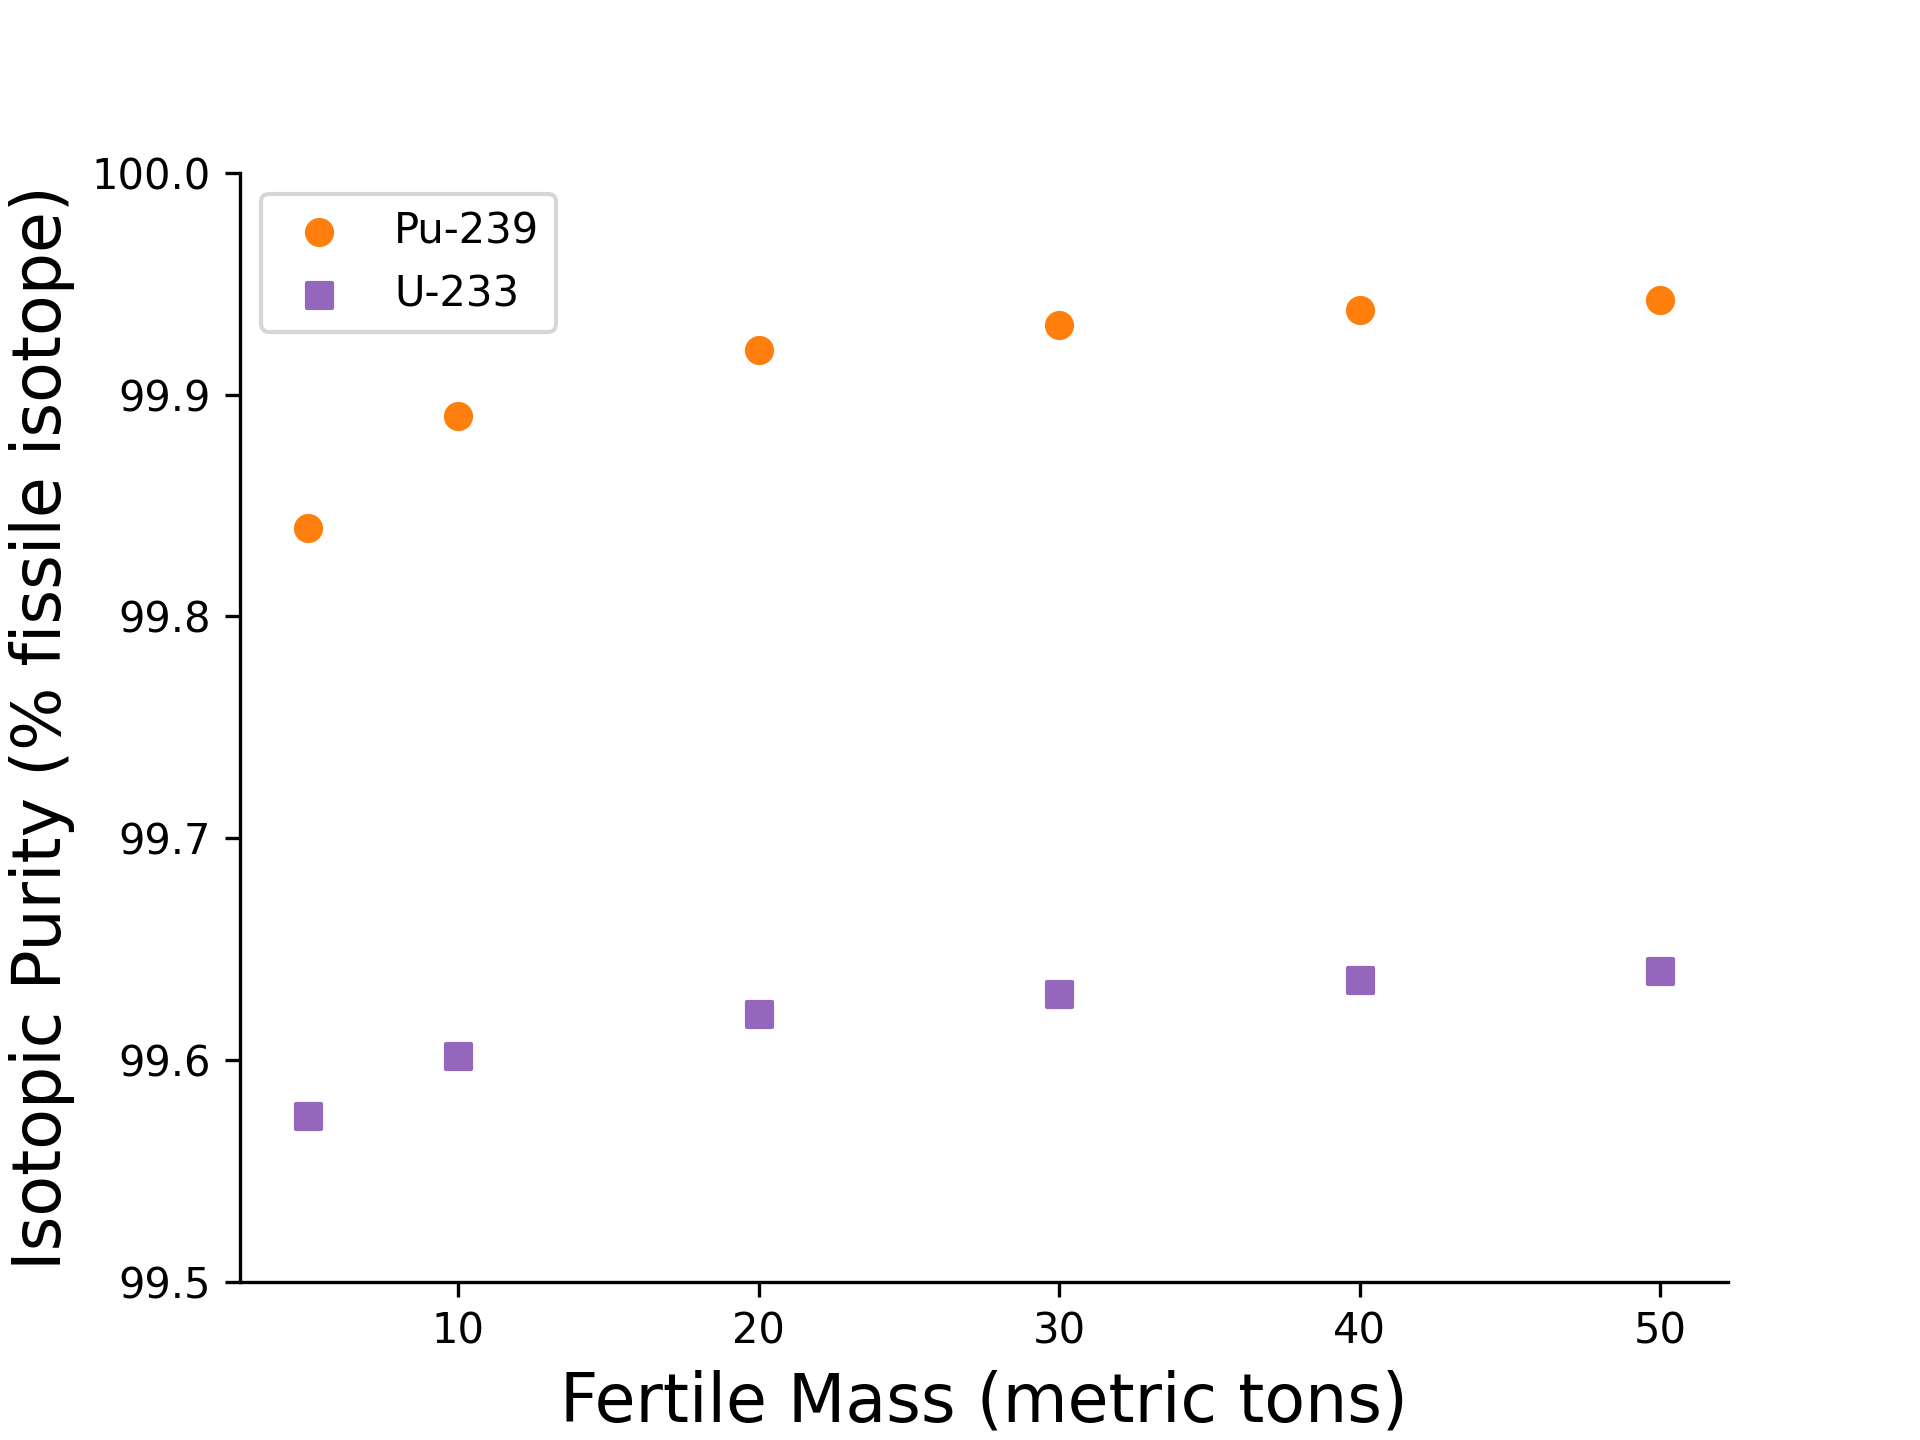 Isotopic Purity (% fissile isotope)
100.0
99.9
99.8
99.7
99.6
99.5
Pu-239
U-233
10
20
30
40
50
Fertile Mass (metric tons)